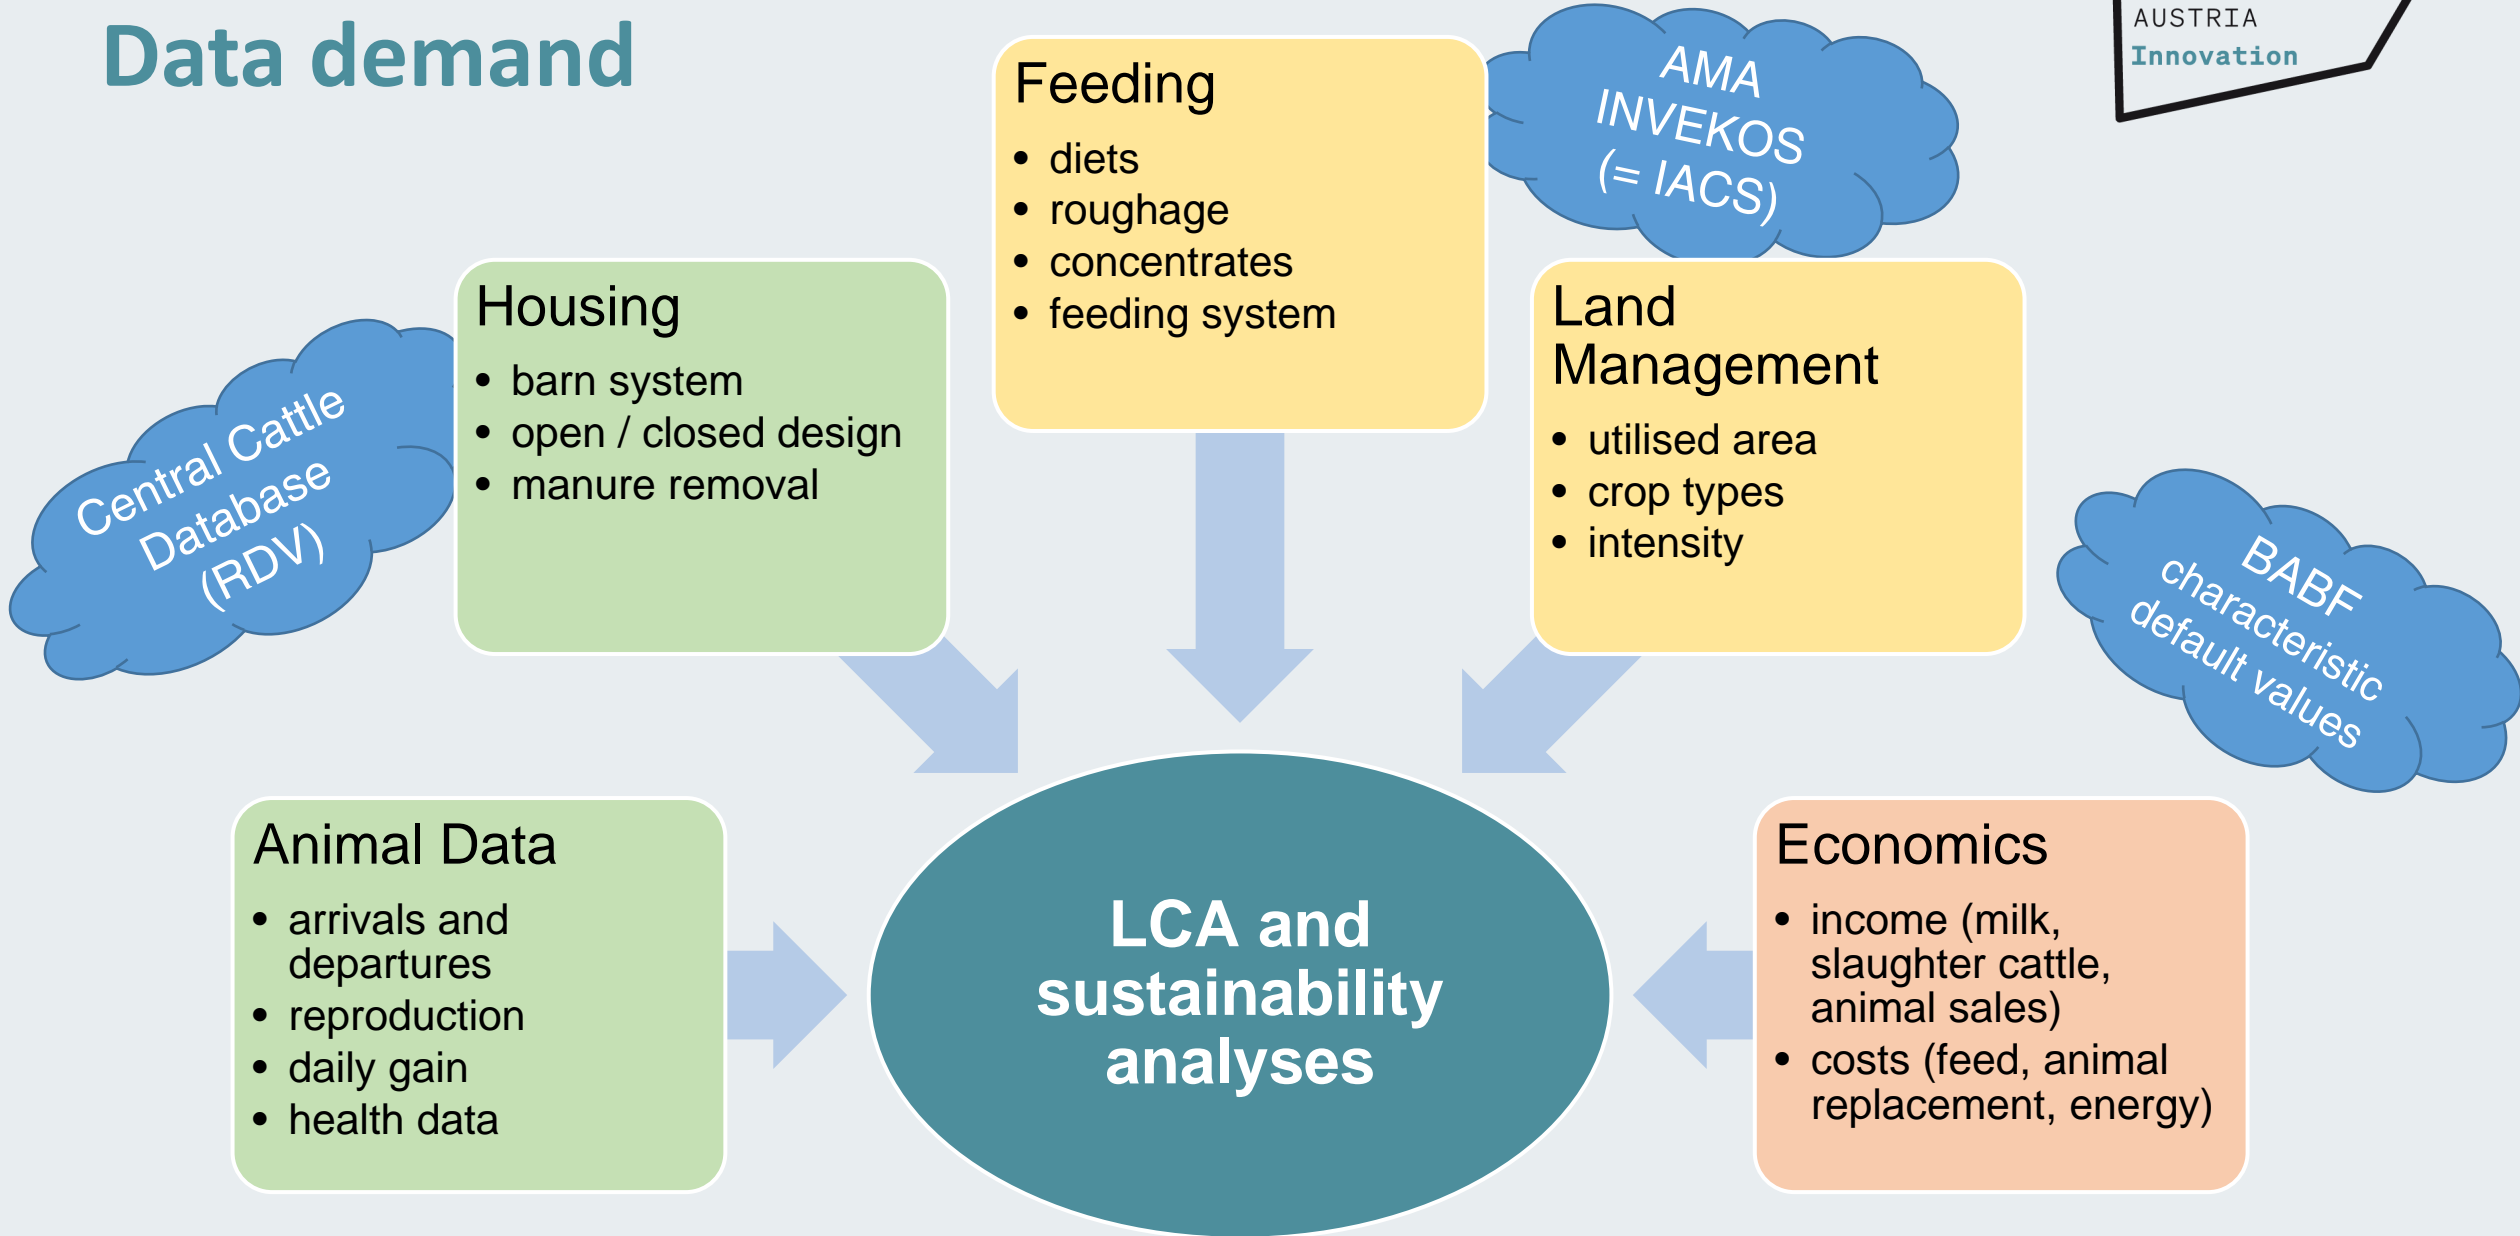 Data demand
AUSTRIA
Innovation
Feeding
• diets
• roughage
• concentrates
• feeding system
AMA
INVEKOS
(= IACS)
Housing
• barn system
• open / closed design
• manure removal
Land
Management
• utilised area
• crop types
• intensity
Central Cattle
Database
(RDV)
BABF
characteristic
default values
Animal Data
• arrivals and
departures
• reproduction
• daily gain
• health data
LCA and
sustainability
analyses
Economics
• income (milk,
slaughter cattle,
animal sales)
• costs (feed, animal
replacement, energy)